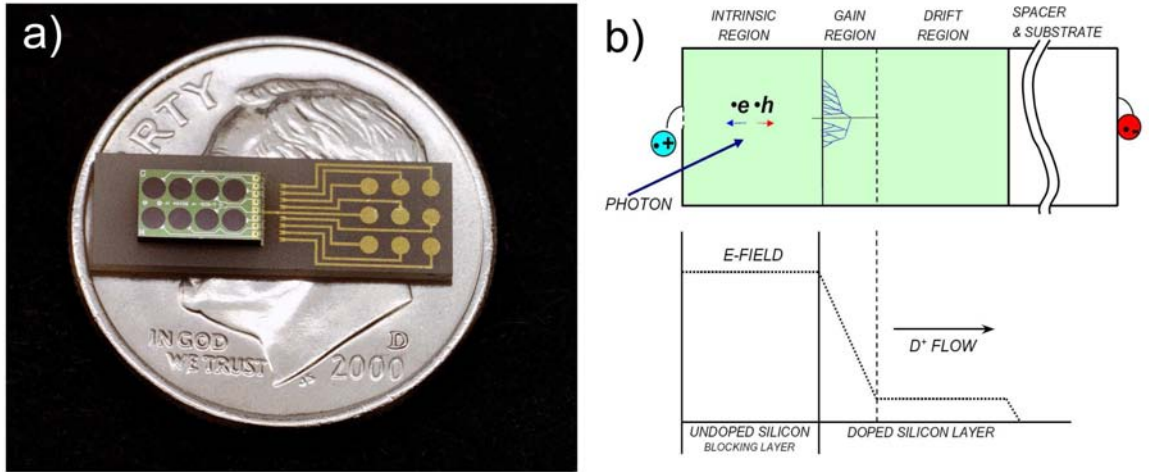 a)
RTY
IN GOD
WE TRUST
D
2000
b)
INTRINSIC
REGION
GAIN
REGION
DRIFT
REGION
SPACER
& SUBSTRATE
•e •h
+
-
PHOTON
E-FIELD
D+ FLOW
UNDOPED SILICON
BLOCKING LAYER
DOPED SILICON LAYER